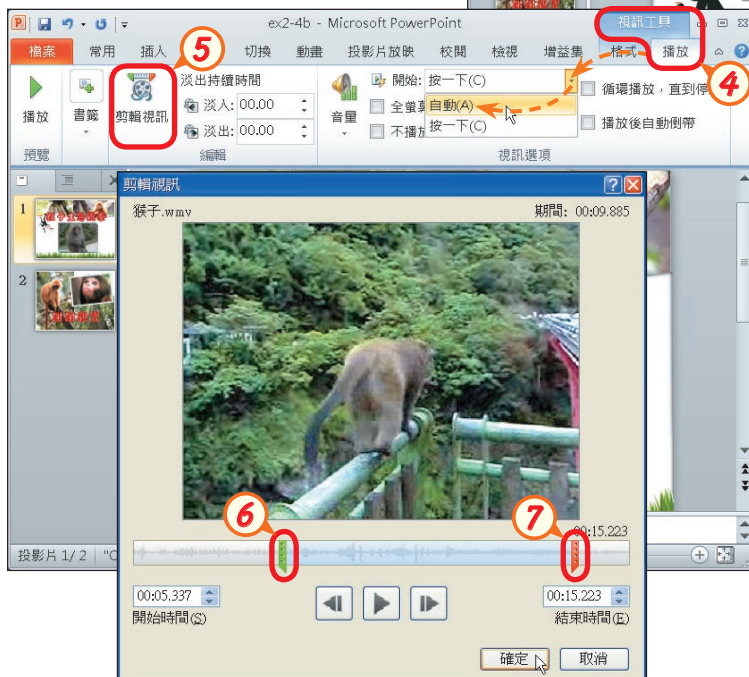 ex2-4b - Microsoft PowerPoint
視訊工具
檔案 常用 插入 切換 動畫 投影片放映 校閱 檢視 增益集 格式 播放
5
4
播放
書籤
剪輯視訊
淡出持續時間
淡入: 00.00
淡出: 00.00
音量
開始: 按一下(C)
自動(A)
按一下(C)
全螢
不播放
循環播放，直到停
播放後自動倒帶
預覽
編輯
視訊選項
1
2
剪輯視訊
猴子.wmv
期間: 00:09.885
6
7
00:15.223
投影片 1/2
00:05.337
開始時間(S)
00:15.223
結束時間(E)
確定
取消